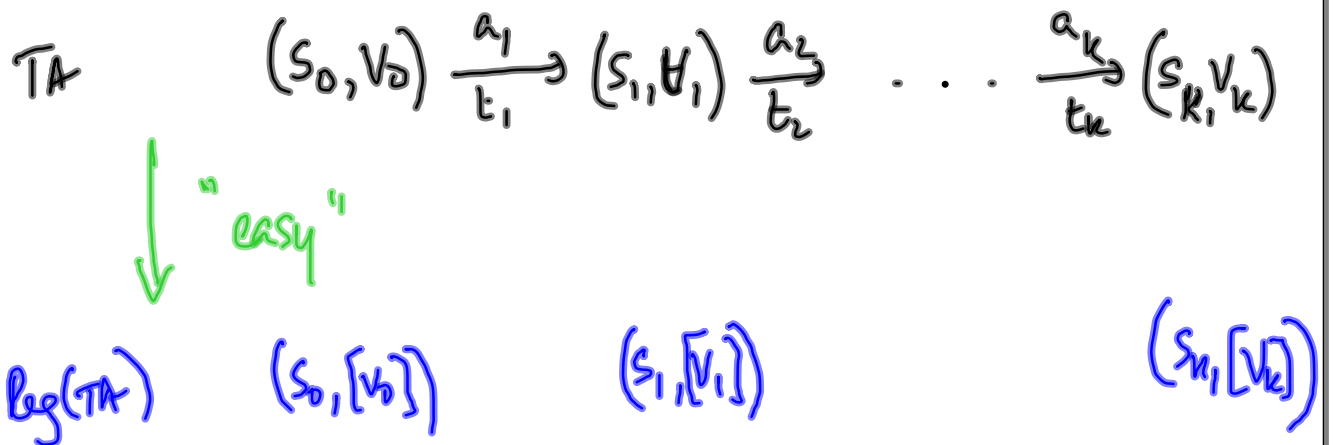 TA (S₀, V₀) —a₁/t₁→ (S₁, V₁) —a₂/t₂→ . . . —aₖ/tₖ→ (Sₖ, Vₖ)
"easy"
Reg(TA) (S₀, [V₀]) (S₁, [V₁]) (Sₖ, [Vₖ])